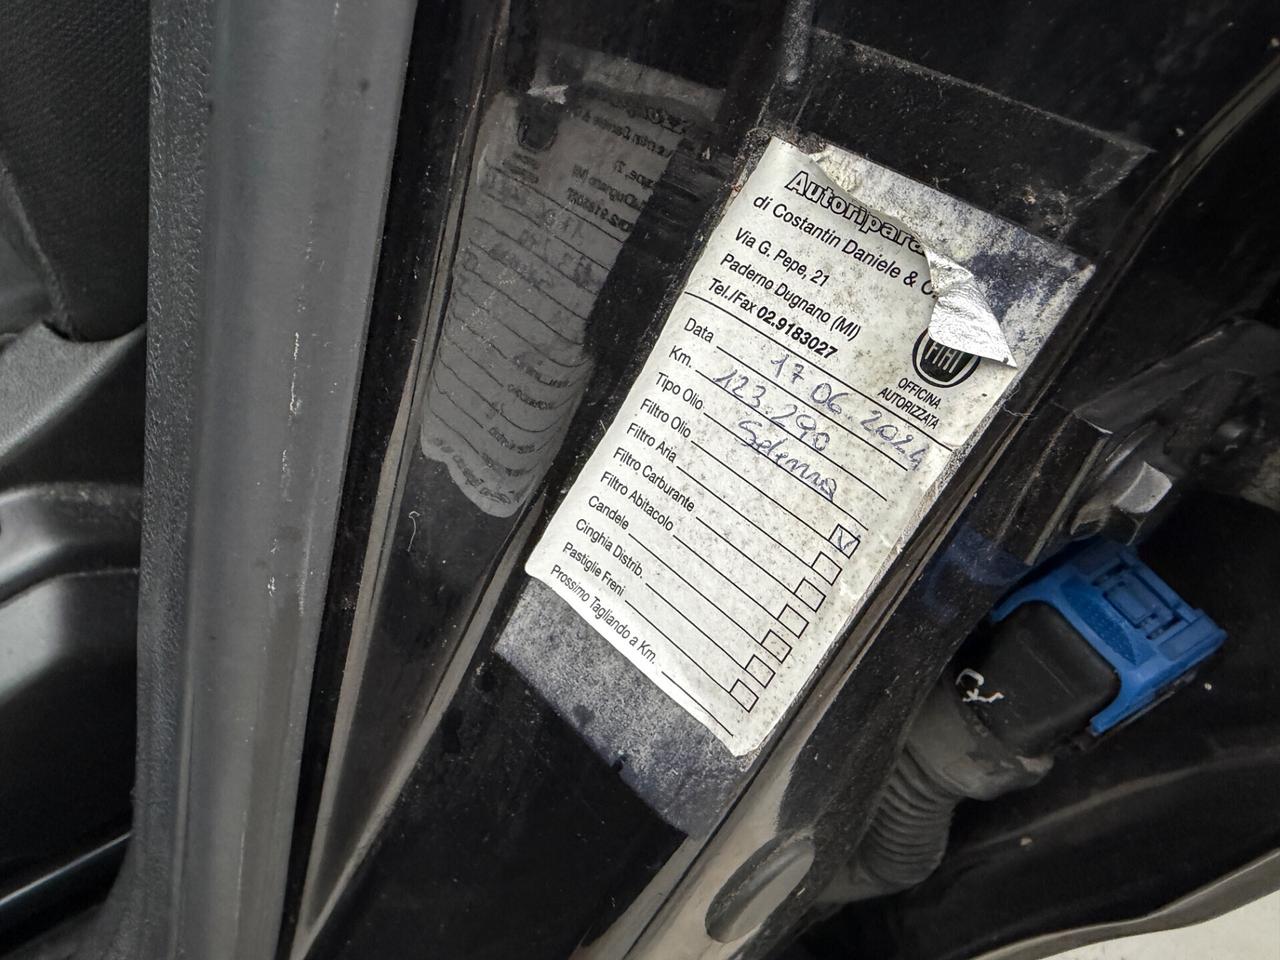 Autoripara
di Costantin Daniele & C.
Via G. Pepe, 21
Paderno Dugnano (MI)
Tel./Fax 02.9183027
FIAT
OFFICINA
AUTORIZZATA
Data 17 06 2024
Km. 123.290
Tipo Olio Selenia
Filtro Olio V
Filtro Aria
Filtro Carburante
Filtro Abitacolo
Candele
Cinghia Distrib.
Pastiglie Freni
Prossimo Tagliando a Km.